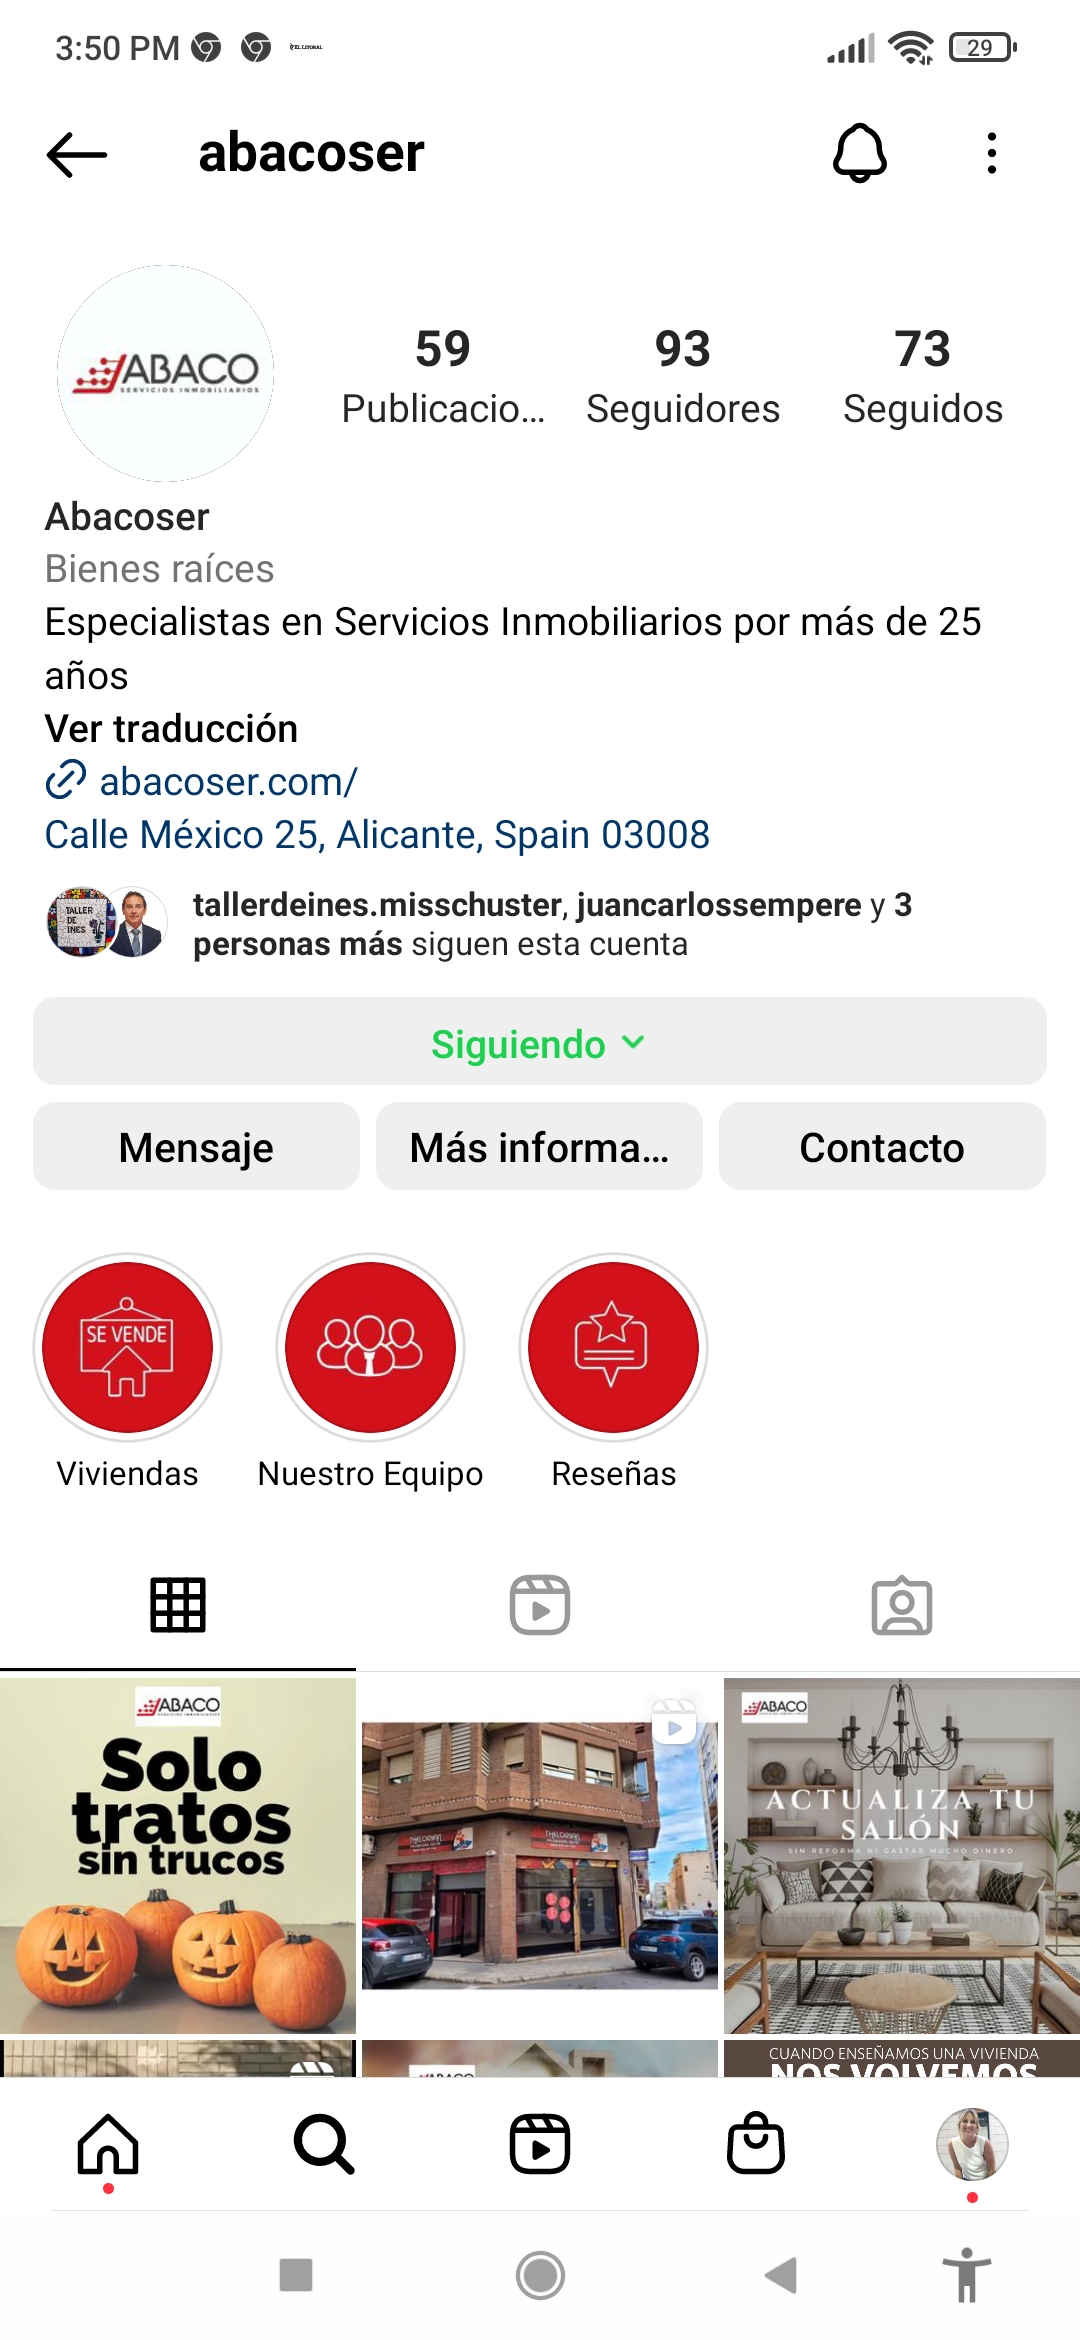 3:50 PM
EL LITORAL
29
abacoser
ABACO
SERVICIOS INMOBILIARIOS
59
93
73
Publicacio...
Seguidores
Seguidos
Abacoser
Bienes raíces
Especialistas en Servicios Inmobiliarios por más de 25
años
Ver traducción
abacoser.com/
Calle México 25, Alicante, Spain 03008
TALLER
DE
INES
tallerdeines.misschuster, juancarlossempere y 3
personas más siguen esta cuenta
Siguiendo
Mensaje
Más informa...
Contacto
SE VENDE
Viviendas
Nuestro Equipo
Reseñas
ABACO
Solo
tratos
sin trucos
ABACO
ACTUALIZA TU
SALÓN
SIN REFORMA NI GASTAR MUCHO DINERO
ABACO
CUANDO ENSEÑAMOS UNA VIVIENDA
NOS VOLVEMOS